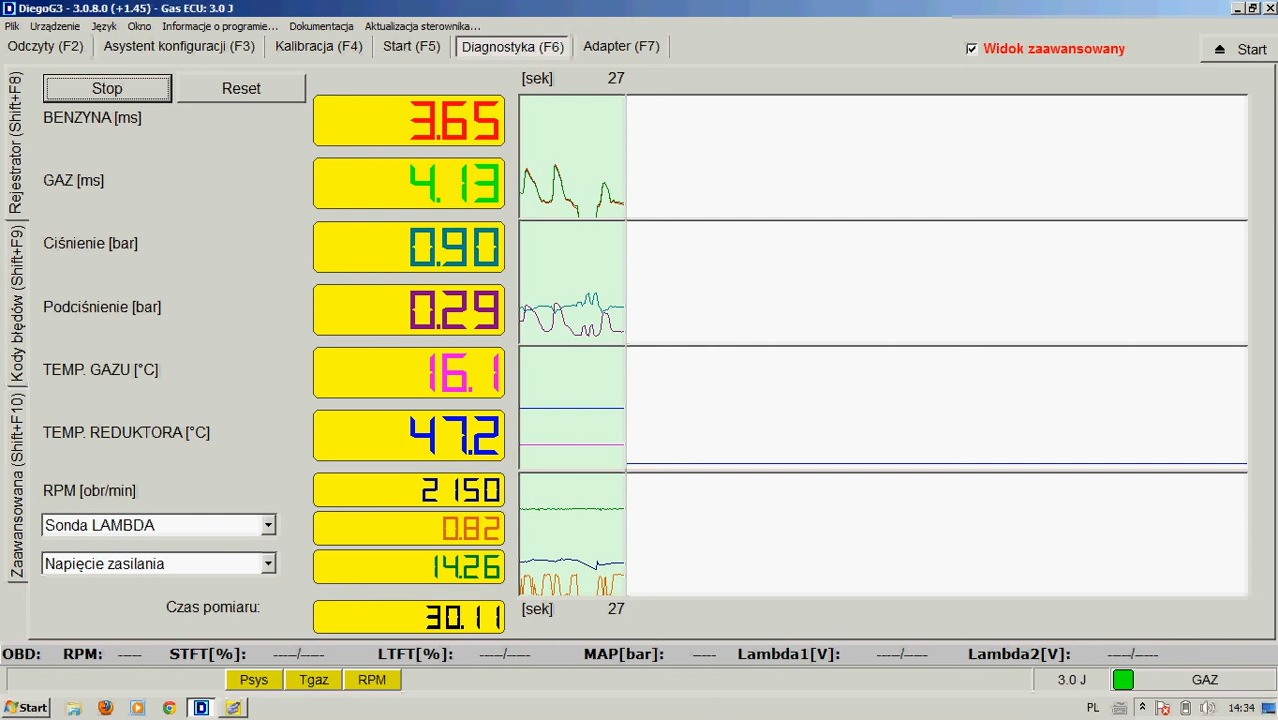 DiegoG3 - 3.0.8.0 (+1.45) - Gas ECU: 3.0 J
Plik Urządzenie Język Okno Informacje o programie... Dokumentacja Aktualizacja sterownika...
Odczyty (F2) Asystent konfiguracji (F3) Kalibracja (F4) Start (F5) Diagnostyka (F6) Adapter (F7) Widok zaawansowany Start
Rejestrator (Shift+F8)
Kody błędów (Shift+F9)
Zaawansowana (Shift+F10)
Stop Reset
[sek] 27
BENZYNA [ms] 3.65
GAZ [ms] 4.13
Ciśnienie [bar] 0.90
Podciśnienie [bar] 0.29
TEMP. GAZU [°C] 16.1
TEMP. REDUKTORA [°C] 47.2
RPM [obr/min] 2150
Sonda LAMBDA 0.82
Napięcie zasilania 14.26
Czas pomiaru: 30.11
[sek] 27
OBD: RPM: ----- STFT[%]: -----/----- LTFT[%]: -----/----- MAP[bar]: ----- Lambda1[V]: -----/----- Lambda2[V]: -----/-----
Psys Tgaz RPM 3.0 J GAZ
Start D PL 14:34